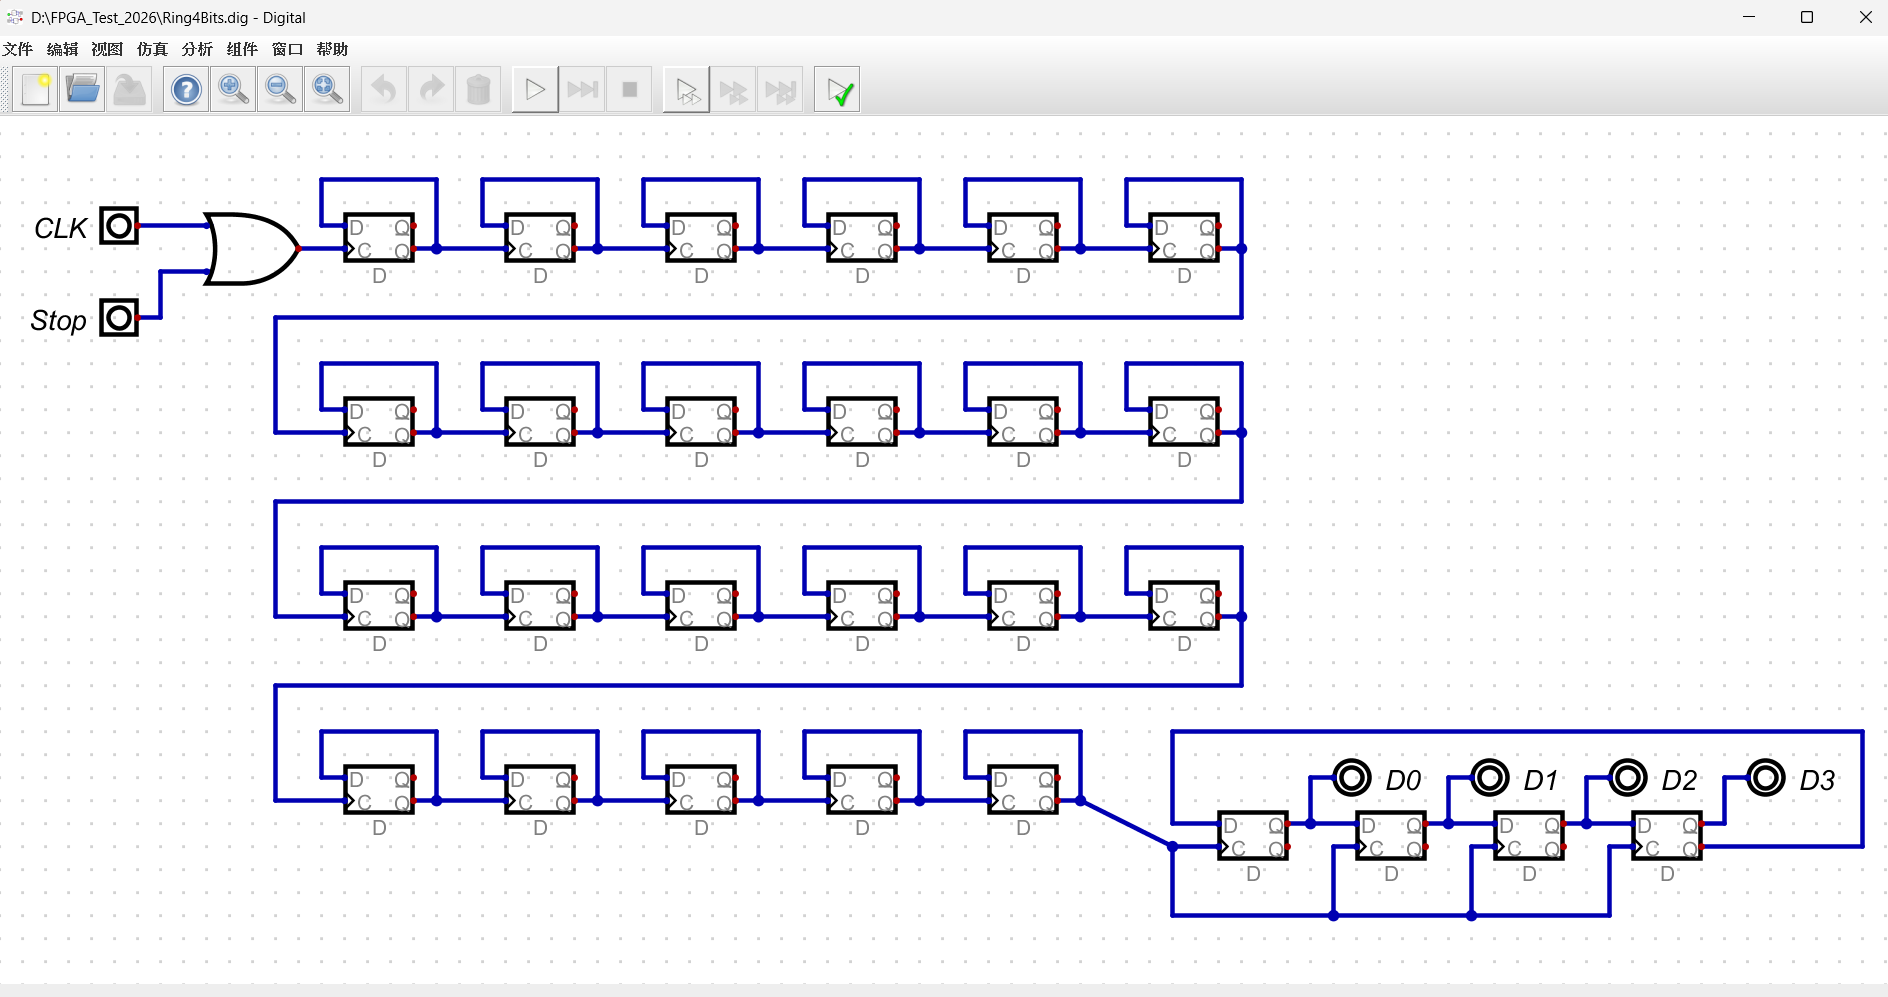 D:\FPGA_Test_2026\Ring4Bits.dig - Digital
文件 编辑 视图 仿真 分析 组件 窗口 帮助
CLK
Stop
D Q D Q D Q D Q D Q D Q
C Q C Q C Q C Q C Q C Q
D D D D D D
D Q D Q D Q D Q D Q D Q
C Q C Q C Q C Q C Q C Q
D D D D D D
D Q D Q D Q D Q D Q D Q
C Q C Q C Q C Q C Q C Q
D D D D D D
D Q D Q D Q D Q D Q
C Q C Q C Q C Q C Q
D D D D D
D0 D1 D2 D3
D Q D Q D Q D Q
C Q C Q C Q C Q
D D D D